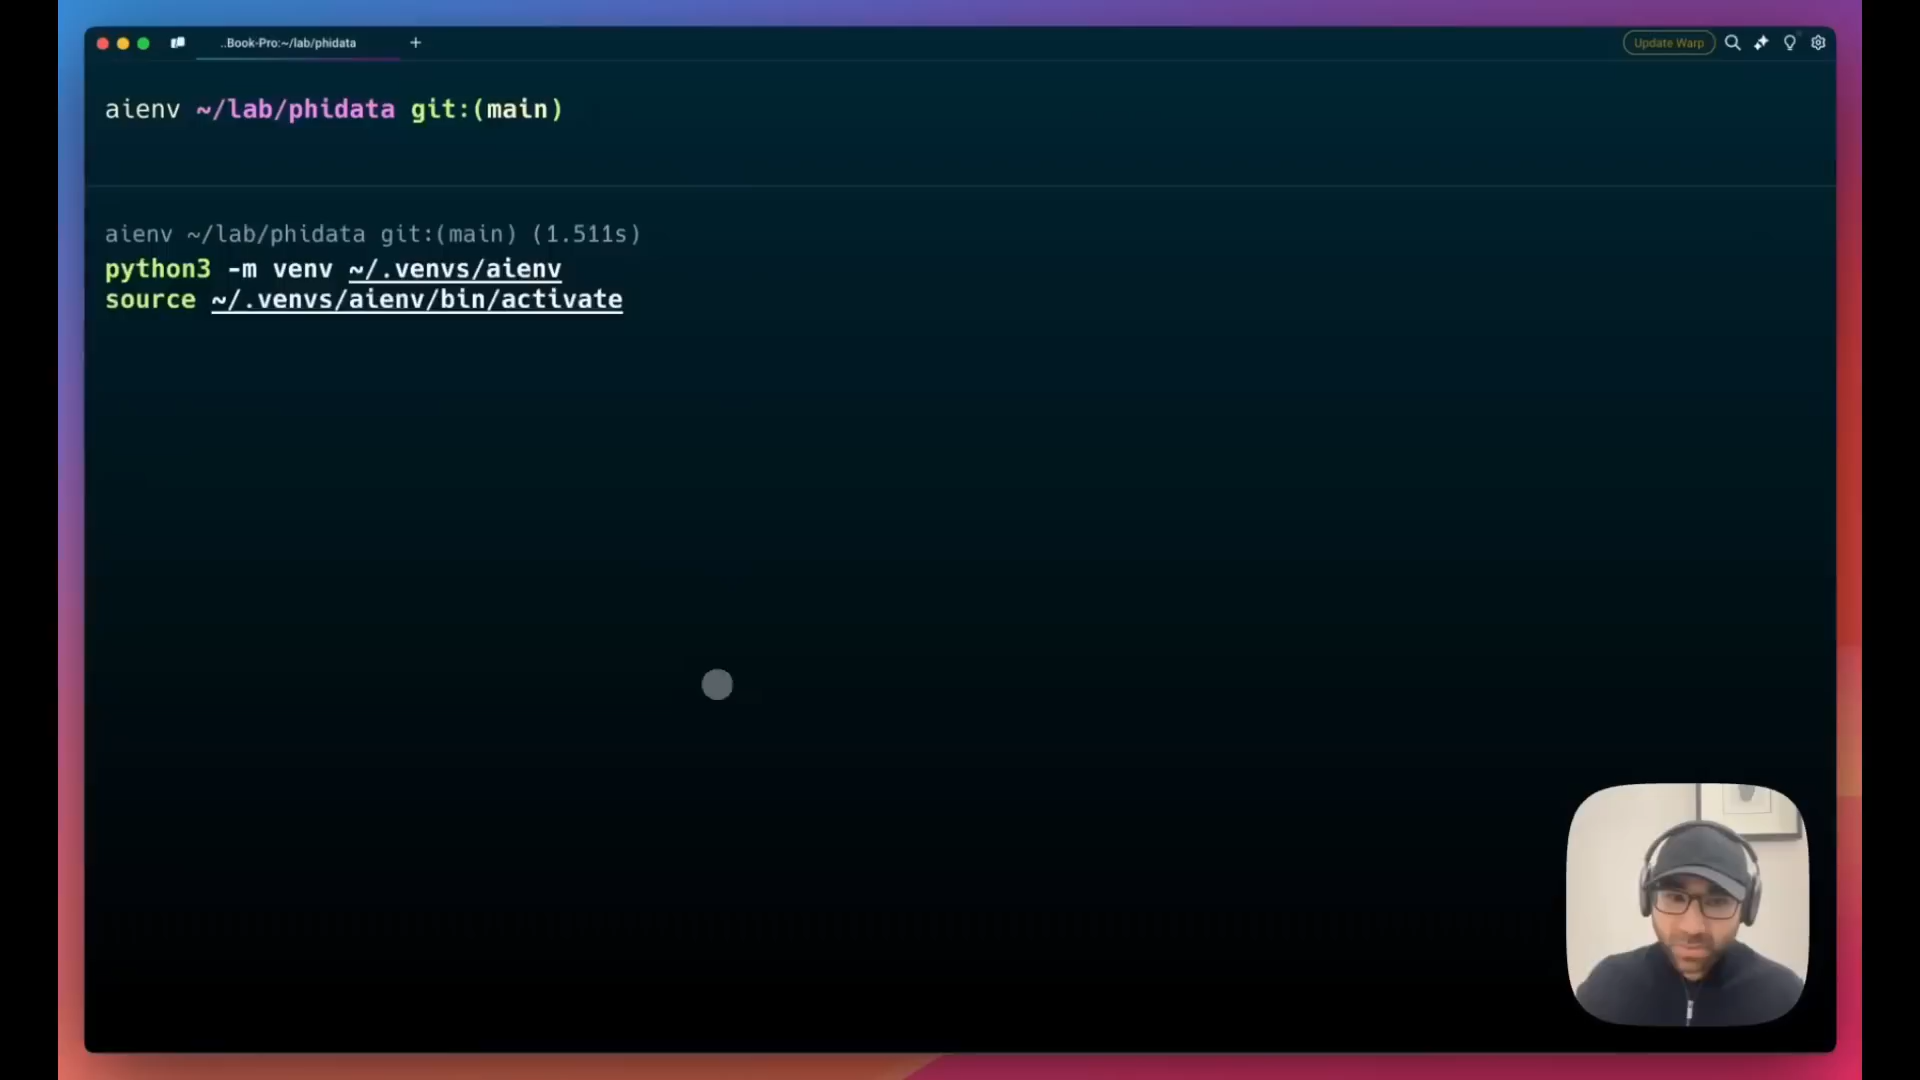 ..Book-Pro:~/lab/phidata
Update Warp
aienv ~/lab/phidata git:(main)
aienv ~/lab/phidata git:(main) (1.511s)
python3 -m venv ~/.venvs/aienv
source ~/.venvs/aienv/bin/activate